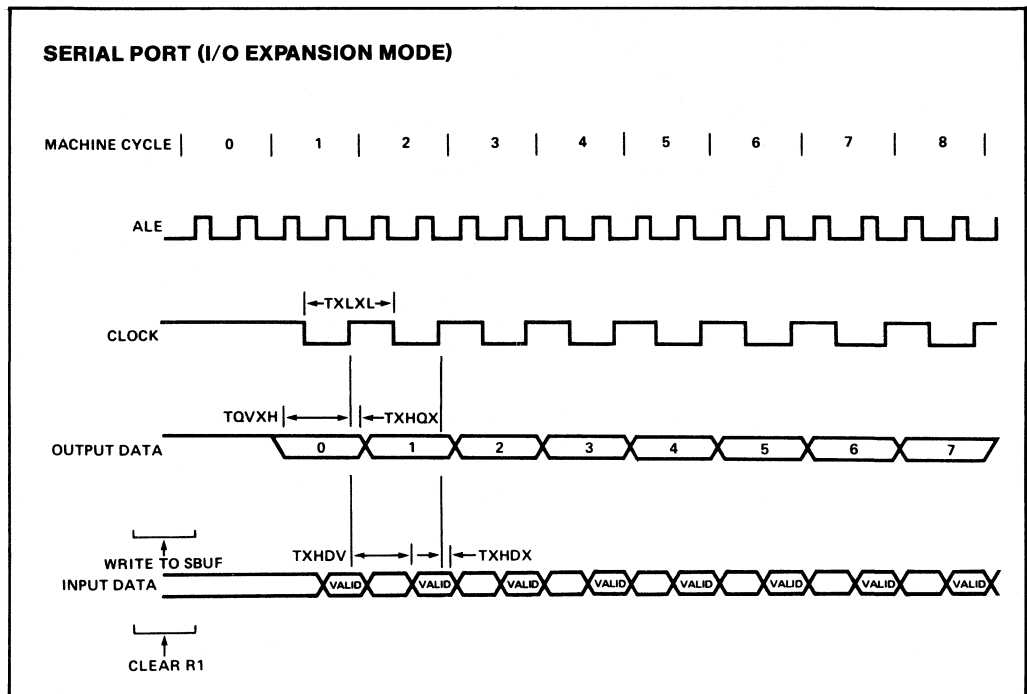 SERIAL PORT (I/O EXPANSION MODE)
MACHINE CYCLE | 0 | 1 | 2 | 3 | 4 | 5 | 6 | 7 | 8 |
ALE
TXLXL
CLOCK
TQVXH TXHQX
OUTPUT DATA 0 1 2 3 4 5 6 7
WRITE TO SBUF
TXHDV TXHDX
INPUT DATA VALID VALID VALID VALID VALID VALID VALID VALID
CLEAR R1